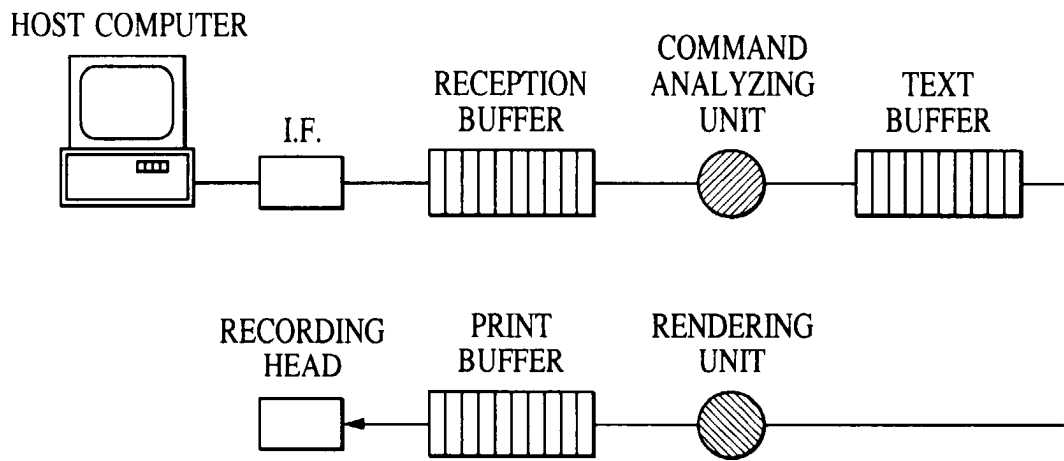 HOST COMPUTER
I.F.
RECEPTION
BUFFER
COMMAND
ANALYZING
UNIT
TEXT
BUFFER
RECORDING
HEAD
PRINT
BUFFER
RENDERING
UNIT